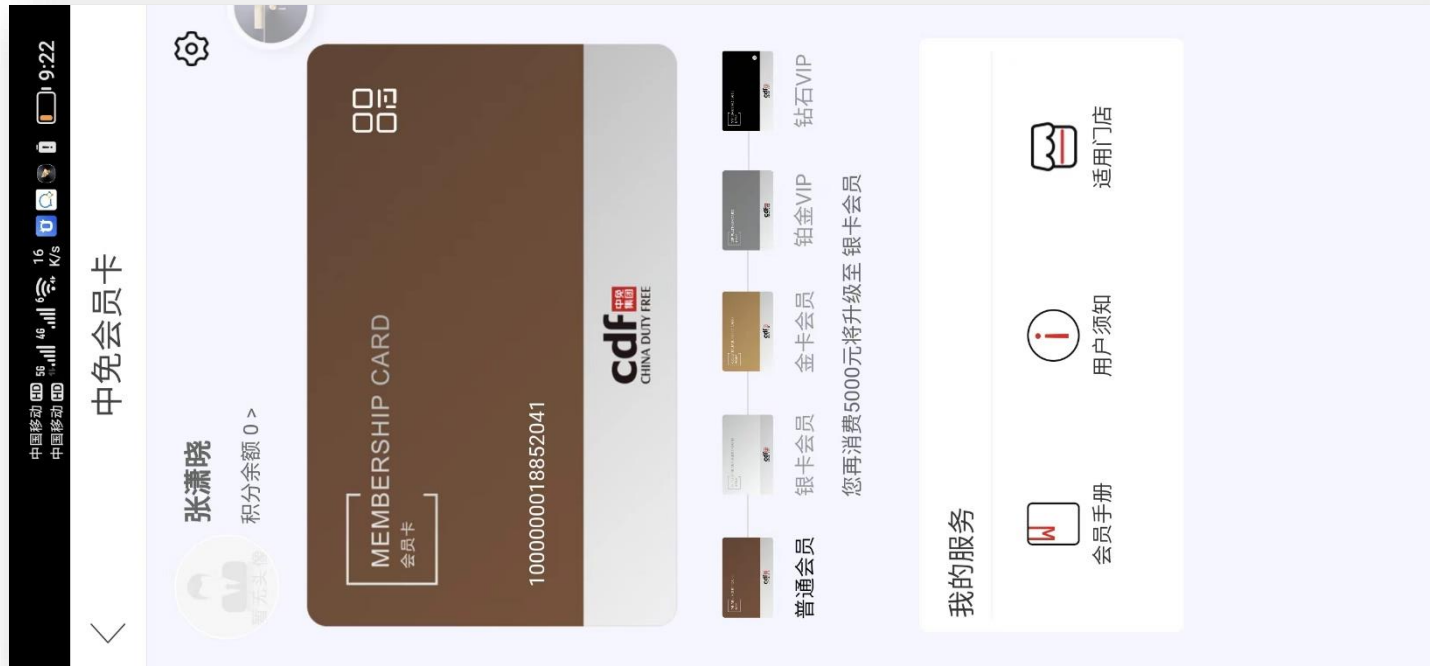 中国移动 HD 5G 4G 6 16 9:22
中国移动 HD K/s
中免会员卡
张潇晓
积分余额 0 >
MEMBERSHIP CARD
会员卡
1000000018852041
cdf 中免集团
CHINA DUTY FREE
普通会员 银卡会员 金卡会员 铂金VIP 钻石VIP
您再消费5000元将升级至 银卡会员
我的服务
会员手册 用户须知 适用门店